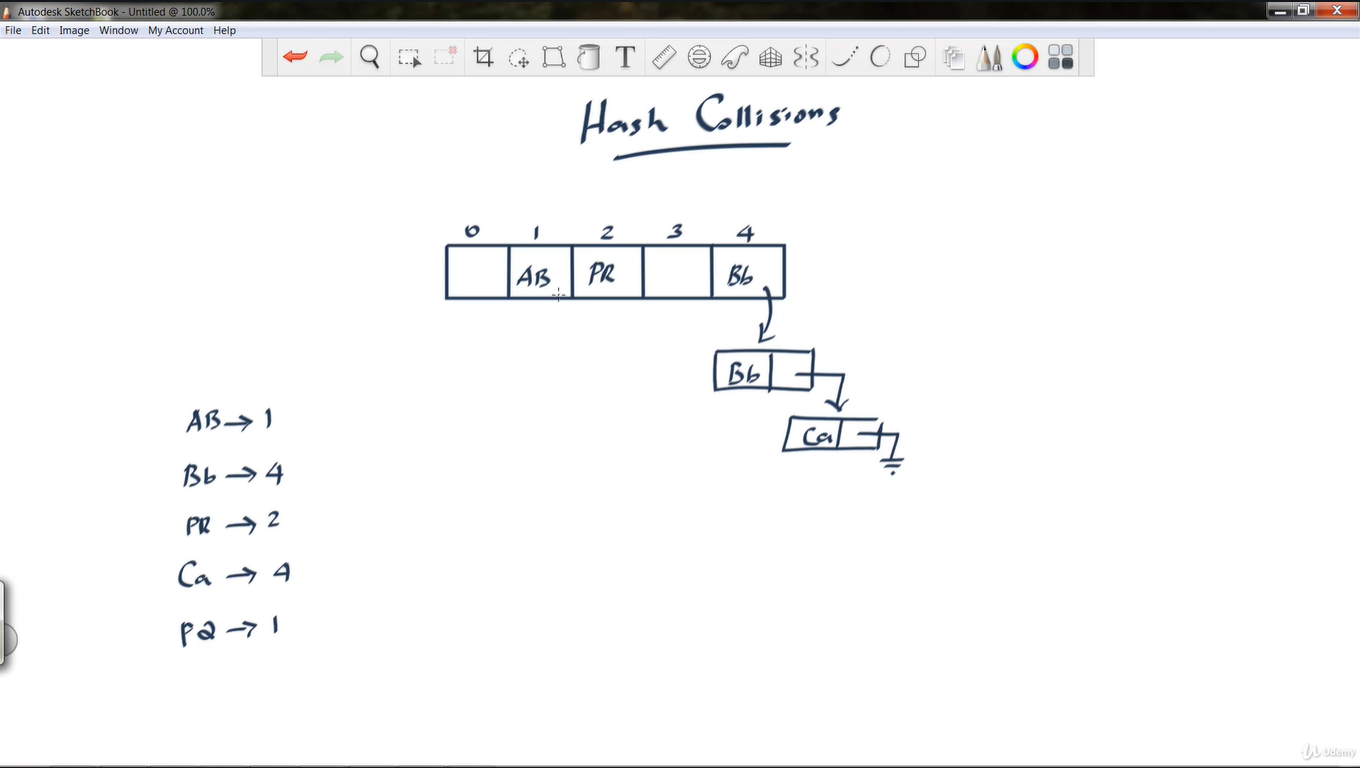 Autodesk SketchBook - Untitled @ 100.0%
File Edit Image Window My Account Help
T
Hash Collisions
0 1 2 3 4
AB PR Bb
Bb
Ca
AB → 1
Bb → 4
PR → 2
Ca → 4
PQ → 1
Udemy